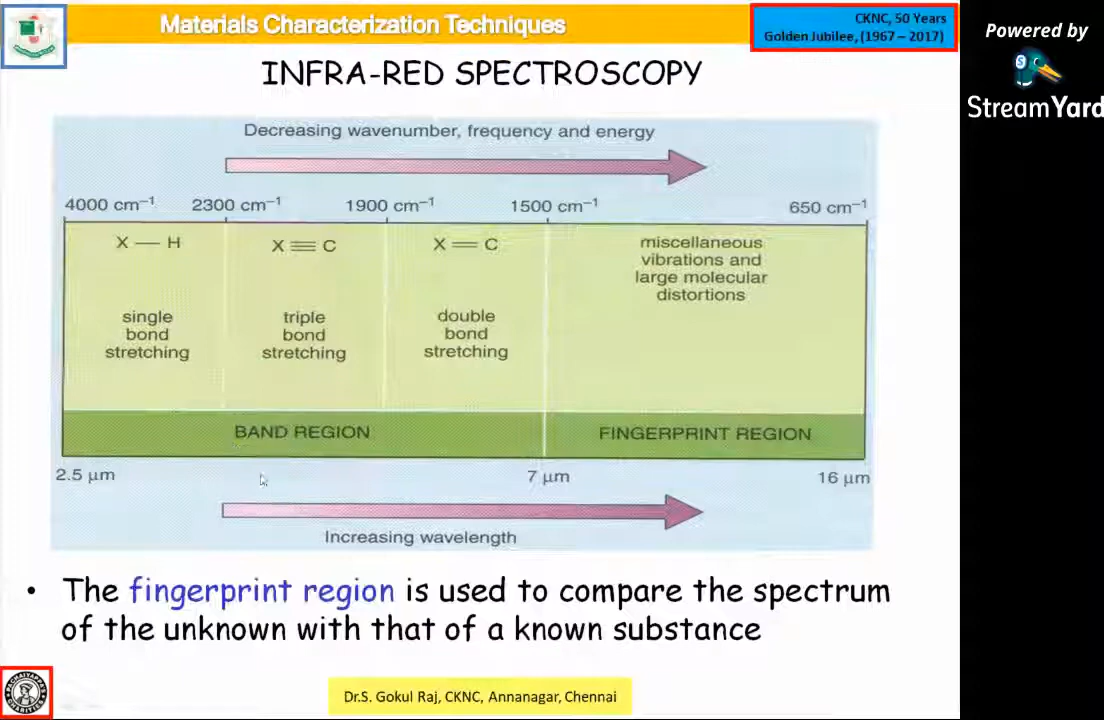 Materials Characterization Techniques
CKNC, 50 Years
Golden Jubilee, (1967 – 2017)
Powered by
StreamYard
INFRA-RED SPECTROSCOPY
Decreasing wavenumber, frequency and energy
4000 cm⁻¹ 2300 cm⁻¹ 1900 cm⁻¹ 1500 cm⁻¹ 650 cm⁻¹
X — H X ≡ C X = C miscellaneous
vibrations and
large molecular
distortions
single triple double
bond bond bond
stretching stretching stretching
BAND REGION FINGERPRINT REGION
2.5 µm 7 µm 16 µm
Increasing wavelength
• The fingerprint region is used to compare the spectrum
of the unknown with that of a known substance
Dr.S. Gokul Raj, CKNC, Annanagar, Chennai